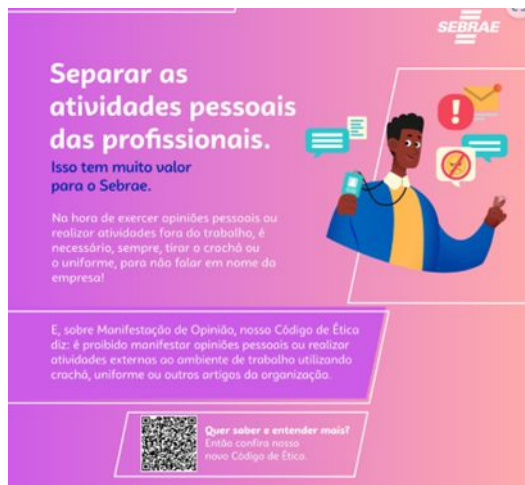 SEBRAE
Separar as
atividades pessoais
das profissionais.
Isso tem muito valor
para o Sebrae.
Na hora de exercer opiniões pessoais ou
realizar atividades fora do trabalho, é
necessário, sempre, tirar o crachá ou
o uniforme, para não falar em nome da
empresa!
E, sobre Manifestação de Opinião, nosso Código de Ética
diz: é proibido manifestar opiniões pessoais ou realizar
atividades externas ao ambiente de trabalho utilizando
crachá, uniforme ou outros artigos da organização.
Quer saber e entender mais?
Então confira nosso
novo Código de Ética.